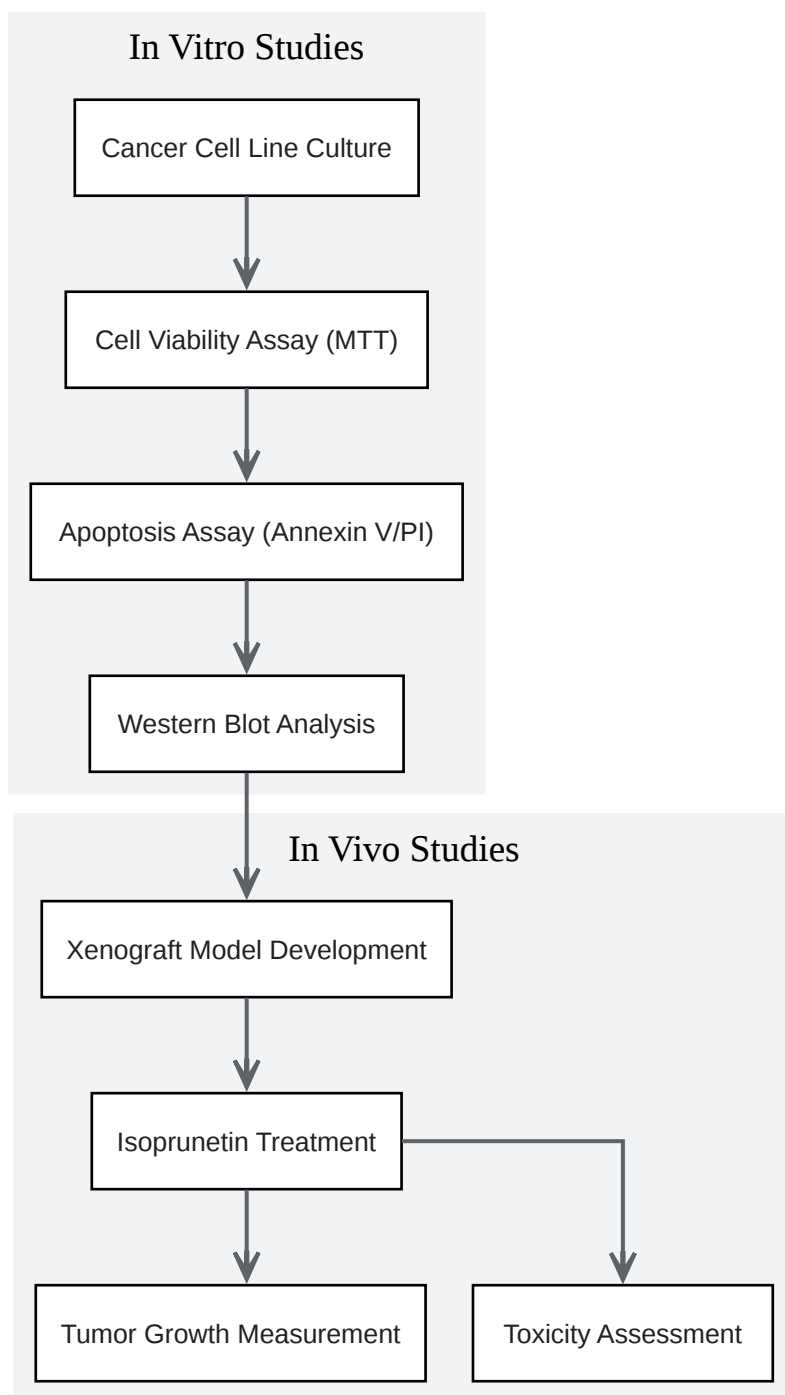 In Vitro Studies
Cancer Cell Line Culture
Cell Viability Assay (MTT)
Apoptosis Assay (Annexin V/PI)
Western Blot Analysis
In Vivo Studies
Xenograft Model Development
Isoprunetin Treatment
Tumor Growth Measurement
Toxicity Assessment